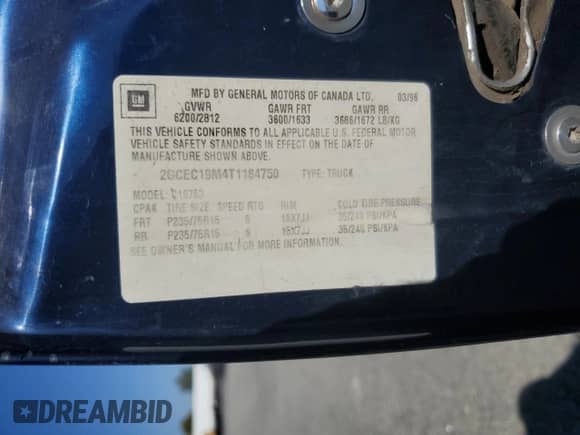 GM
MFD BY GENERAL MOTORS OF CANADA LTD. 03/96
GVWR GAWR FRT GAWR RR
6200/2812 3600/1633 3686/1672 LB/KG
THIS VEHICLE CONFORMS TO ALL APPLICABLE U.S. FEDERAL MOTOR
VEHICLE SAFETY STANDARDS IN EFFECT ON THE DATE OF
MANUFACTURE SHOWN ABOVE.
2GCEC19M4T1184750 TYPE: TRUCK
MODEL: C10753
CPAK TIRE SIZE SPEED RTG RIM COLD TIRE PRESSURE
FRT P235/75R15 S 15X7JJ 35/240 PSI/KPA
RR P235/75R15 S 15X7JJ 35/240 PSI/KPA
SEE OWNER'S MANUAL FOR MORE INFORMATION.
DREAMBID